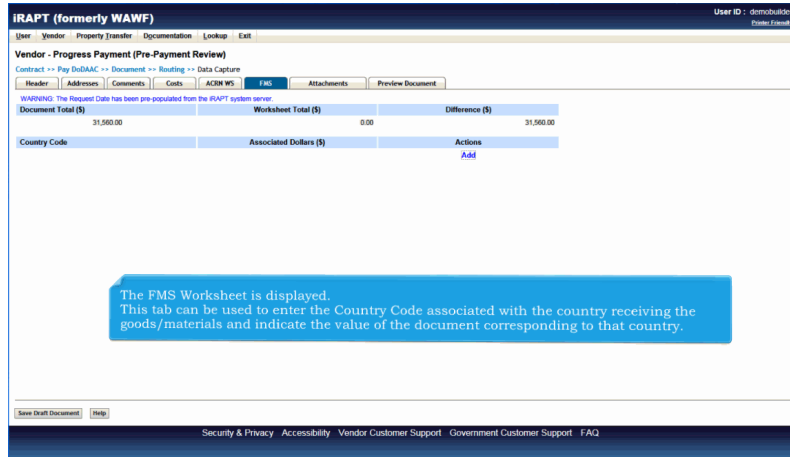 iRAPT (formerly WAWF)
User ID : demobuilde
Printer Friendl
User Vendor Property Transfer Documentation Lookup Exit
Vendor - Progress Payment (Pre-Payment Review)
Contract >> Pay DoDAAC >> Document >> Routing >> Data Capture
Header Addresses Comments Costs ACRN WS FMS Attachments Preview Document
WARNING: The Request Date has been pre-populated from the iRAPT system server.
Document Total ($) Worksheet Total ($) Difference ($)
31,560.00 0.00 31,560.00
Country Code Associated Dollars ($) Actions
Add
The FMS Worksheet is displayed.
This tab can be used to enter the Country Code associated with the country receiving the
goods/materials and indicate the value of the document corresponding to that country.
Save Draft Document Help
Security & Privacy Accessibility Vendor Customer Support Government Customer Support FAQ